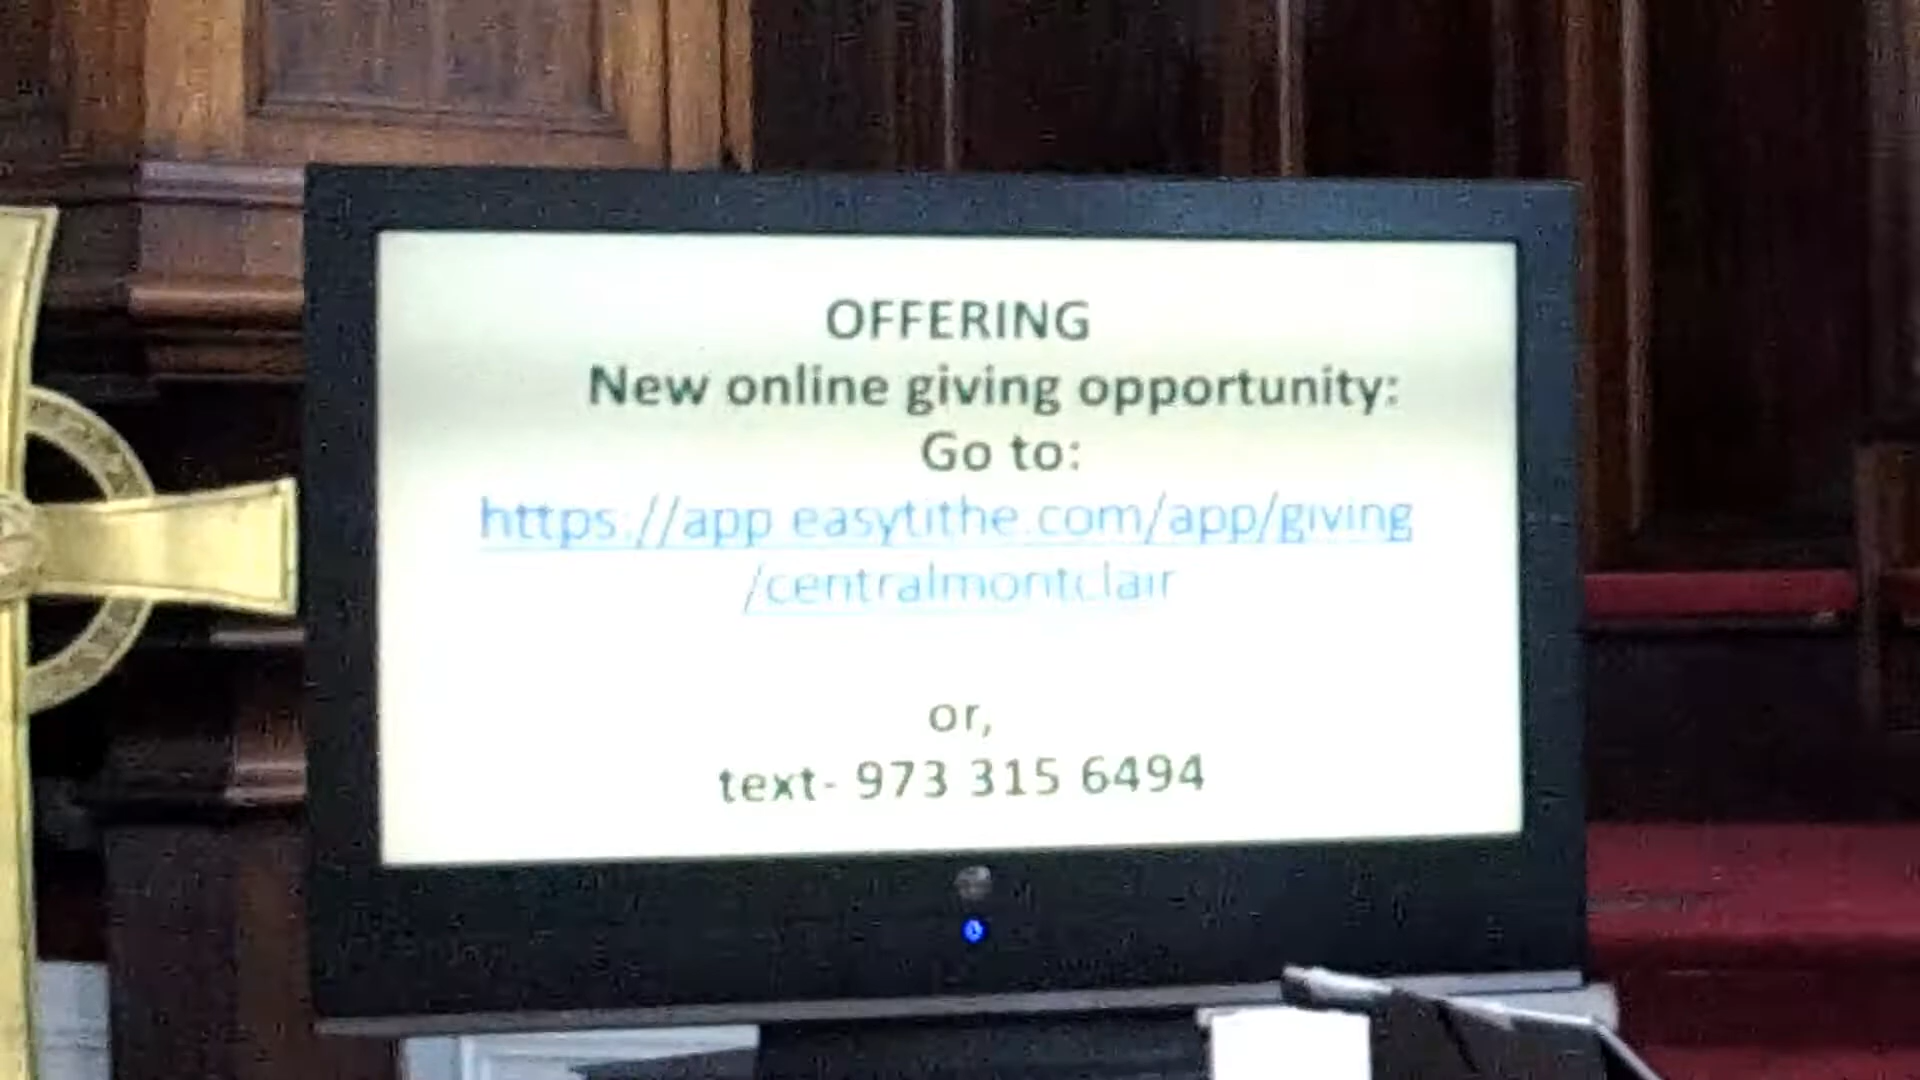 OFFERING
New online giving opportunity:
Go to:
https://app.easytithe.com/app/giving
/centralmontclair
or,
text- 973 315 6494